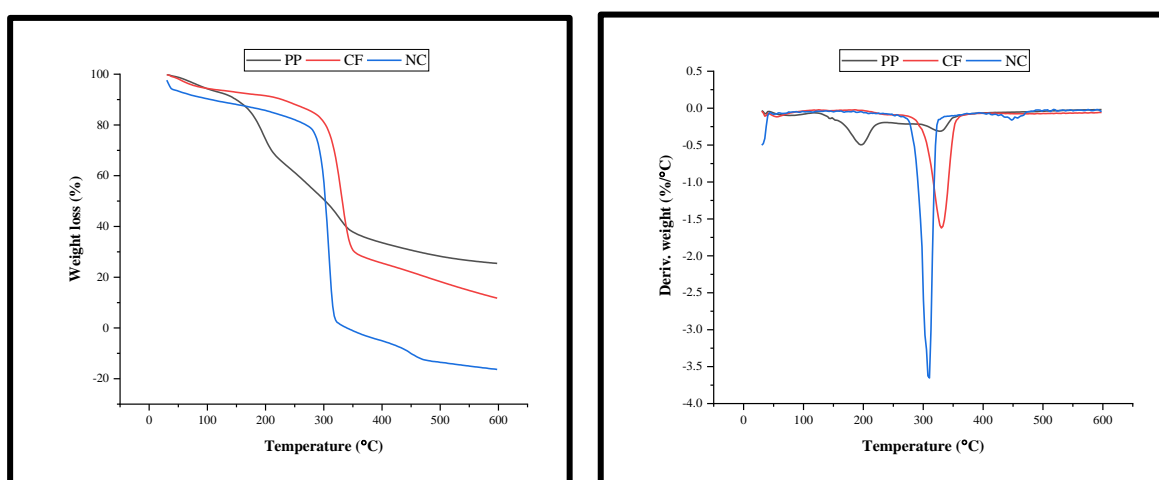 PP CF NC
100
80
60
40
20
0
-20
Weight loss (%)
0 100 200 300 400 500 600
Temperature (°C)
PP CF NC
0.5
0.0
-0.5
-1.0
-1.5
-2.0
-2.5
-3.0
-3.5
-4.0
Deriv. weight (%/°C)
0 100 200 300 400 500 600
Temperature (°C)